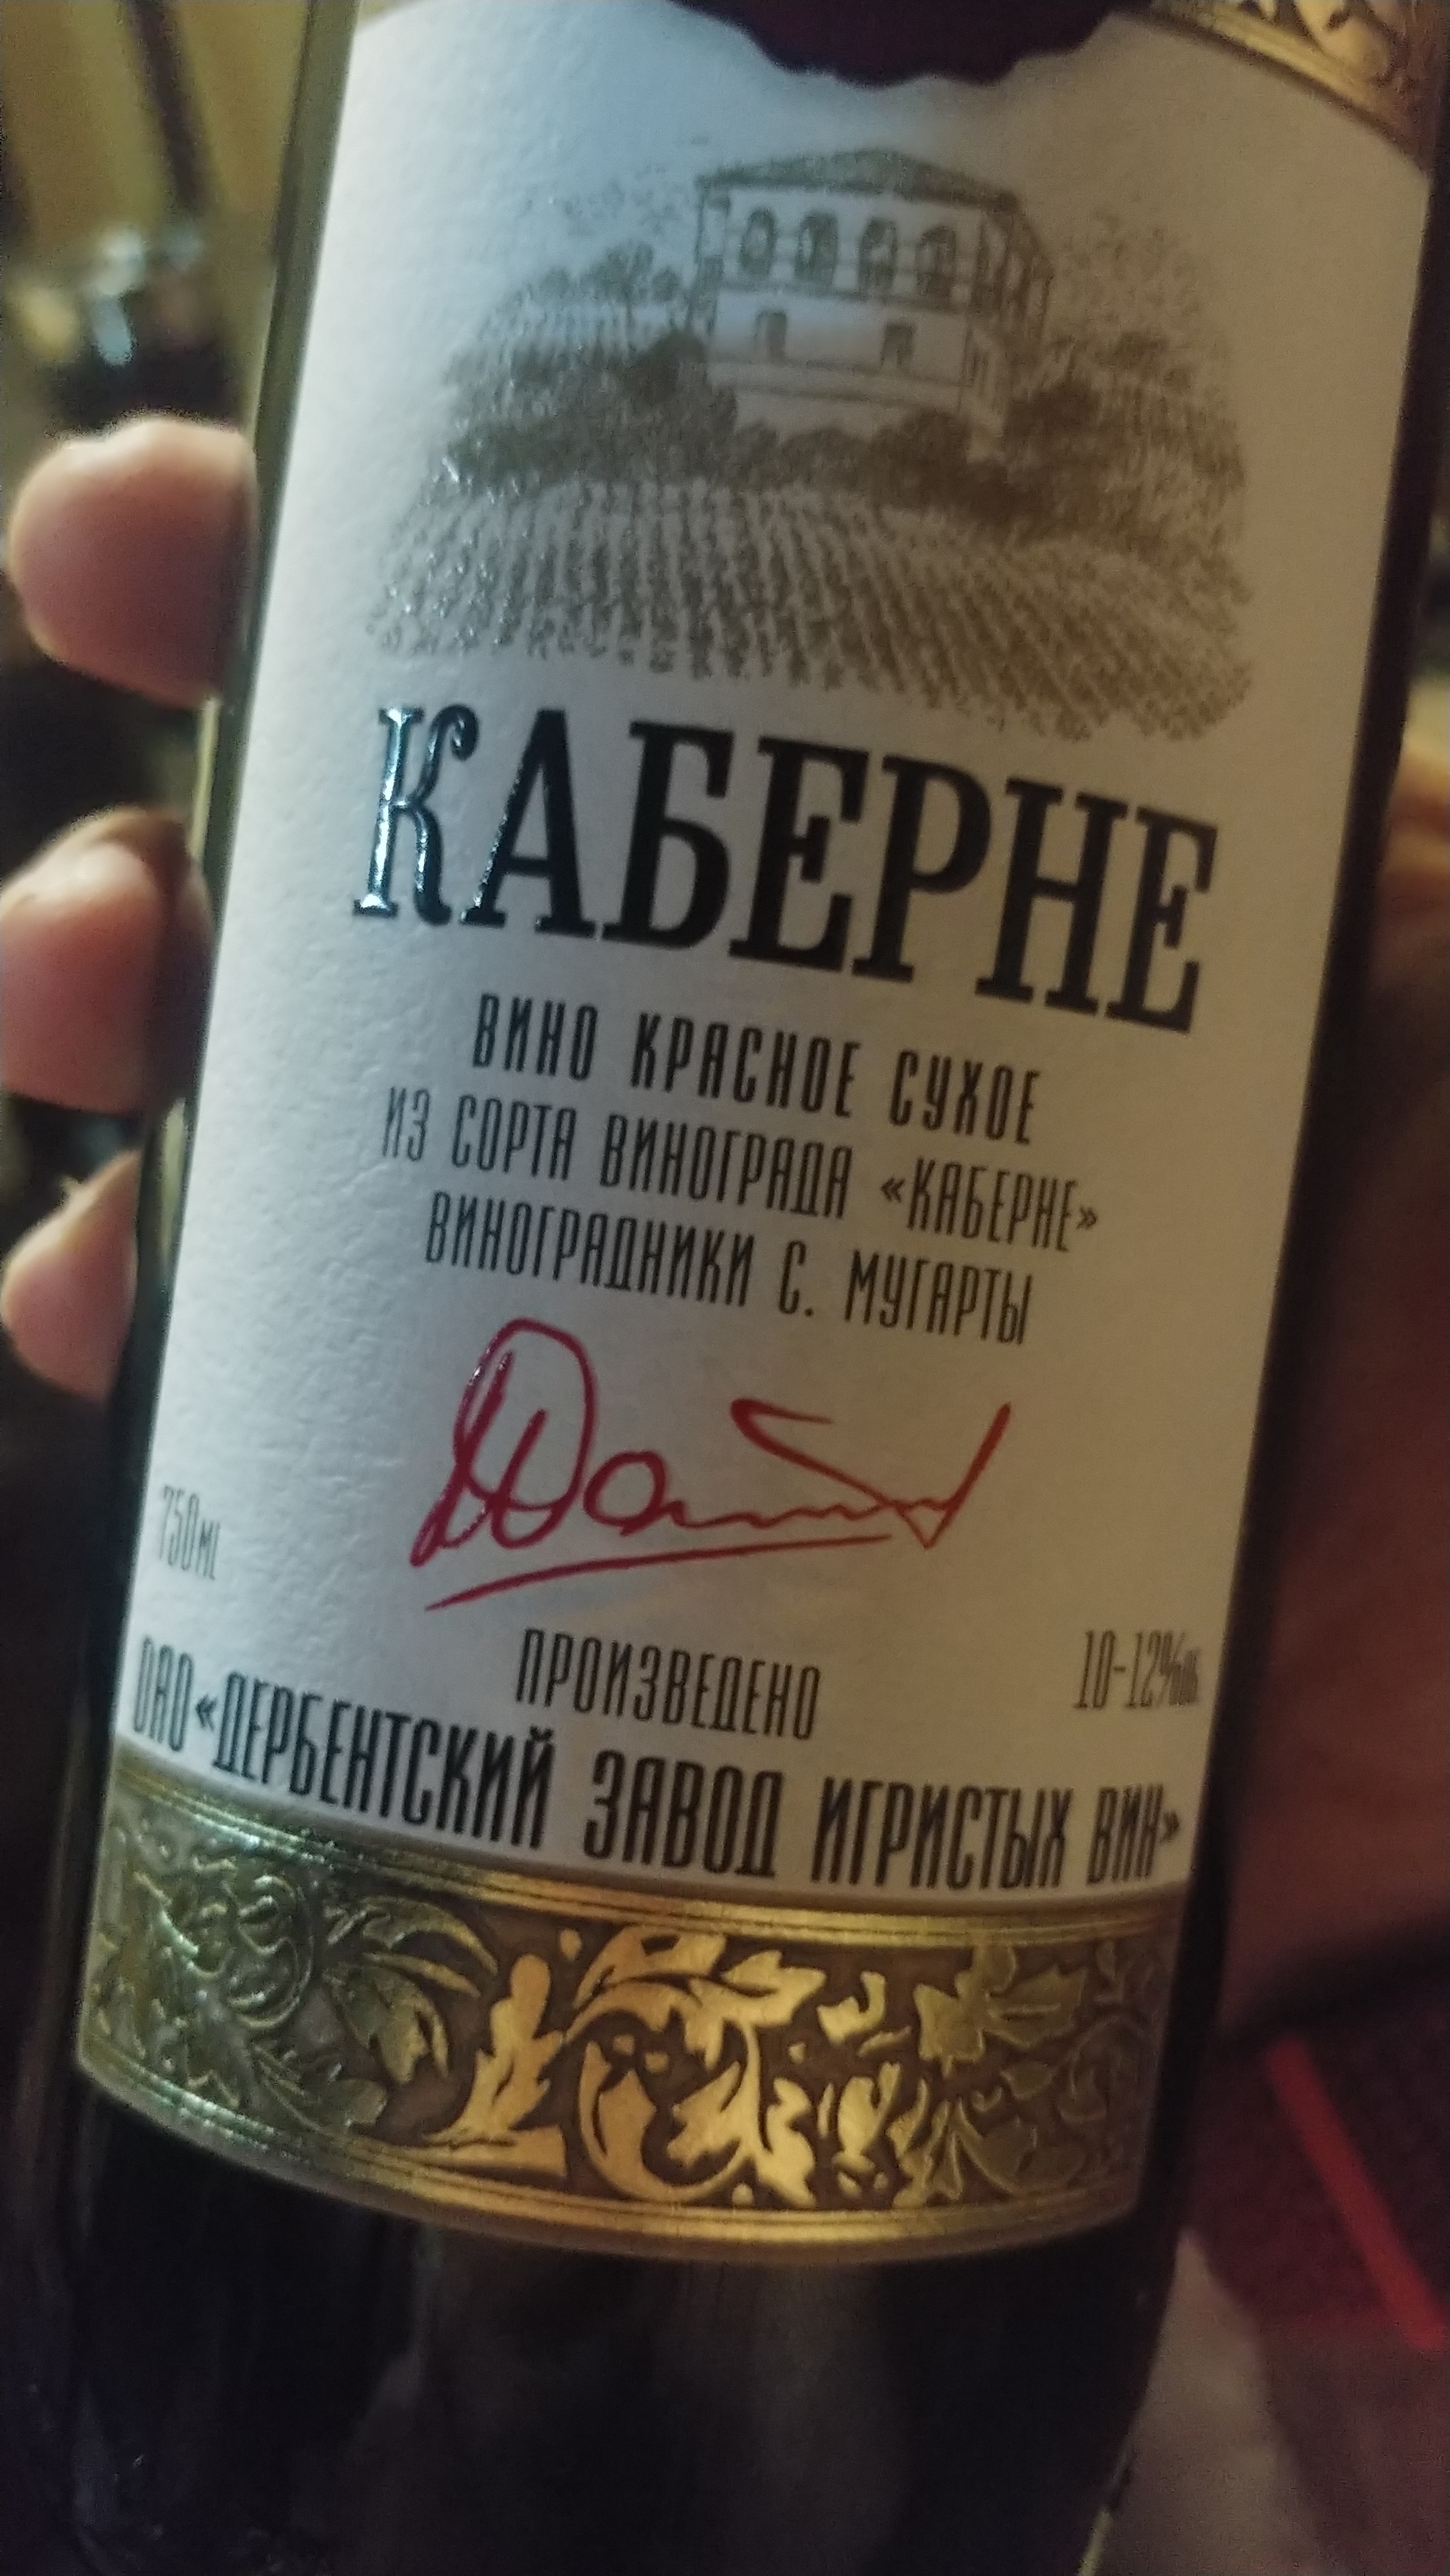 КАБЕРНЕ
ВИНО КРАСНОЕ СУХОЕ
ИЗ СОРТА ВИНОГРАДА «КАБЕРНЕ»
ВИНОГРАДНИКИ С. МУГАРТЫ
750ML
10-12%об.
ПРОИЗВЕДЕНО
ОАО «ДЕРБЕНТСКИЙ ЗАВОД ИГРИСТЫХ ВИН»